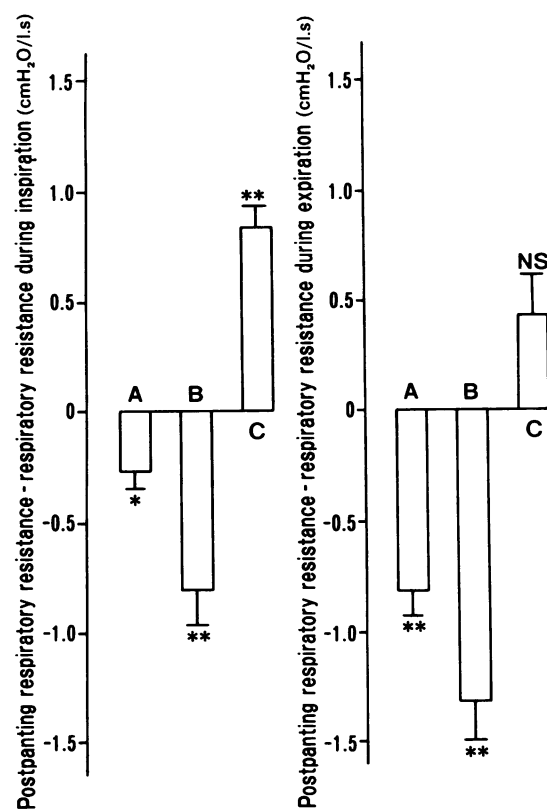 Postpanting respiratory resistance - respiratory resistance during inspiration (cmH₂O/l.s)
1.5
1.0
0.5
0
-0.5
-1.0
-1.5
A
B
C
*
**
**
Postpanting respiratory resistance - respiratory resistance during expiration (cmH₂O/l.s)
1.5
1.0
0.5
0
-0.5
-1.0
-1.5
A
B
C
**
**
NS